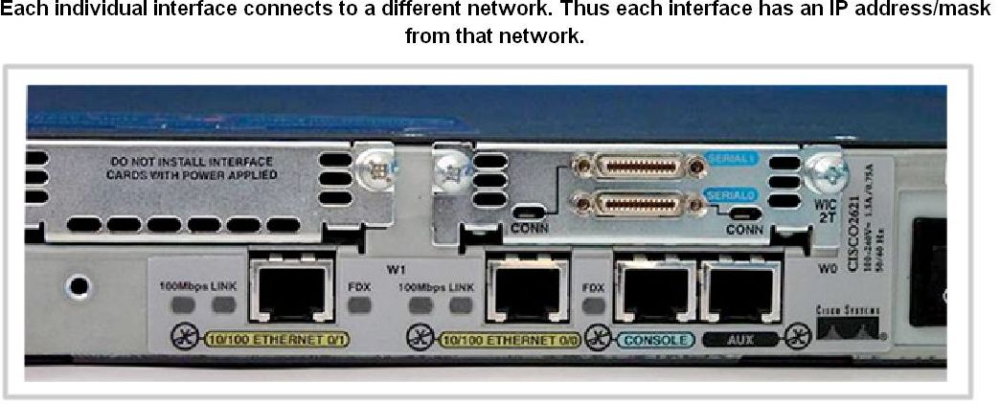 Each individual interface connects to a different network. Thus each interface has an IP address/mask
from that network.
DO NOT INSTALL INTERFACE
CARDS WITH POWER APPLIED
SERIAL1
SERIAL0
CONN
CONN
WIC
2T
CISCO2621
100-240V~ 1.5A/0.75A
50/60 Hz
W1
W0
100Mbps LINK
FDX
100Mbps LINK
FDX
10/100 ETHERNET 0/1
10/100 ETHERNET 0/0
CONSOLE
AUX
CISCO SYSTEMS